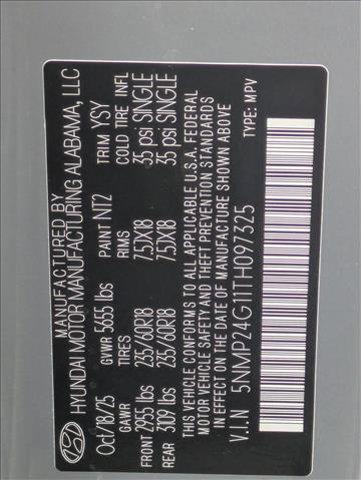 MANUFACTURED BY
HYUNDAI MOTOR MANUFACTURING ALABAMA, LLC
Oct/18/25 GVWR 5655 lbs PAINT NT2 TRIM YSY
GAWR TIRES RIMS COLD TIRE INFL
FRONT 2955 lbs 235/60R18 7.5JX18 35 psi SINGLE
REAR 3109 lbs 235/60R18 7.5JX18 35 psi SINGLE
THIS VEHICLE CONFORMS TO ALL APPLICABLE U.S.A. FEDERAL
MOTOR VEHICLE SAFETY AND THEFT PREVENTION STANDARDS
IN EFFECT ON THE DATE OF MANUFACTURE SHOWN ABOVE
V.I.N 5NMP24G11TH097325 TYPE: MPV